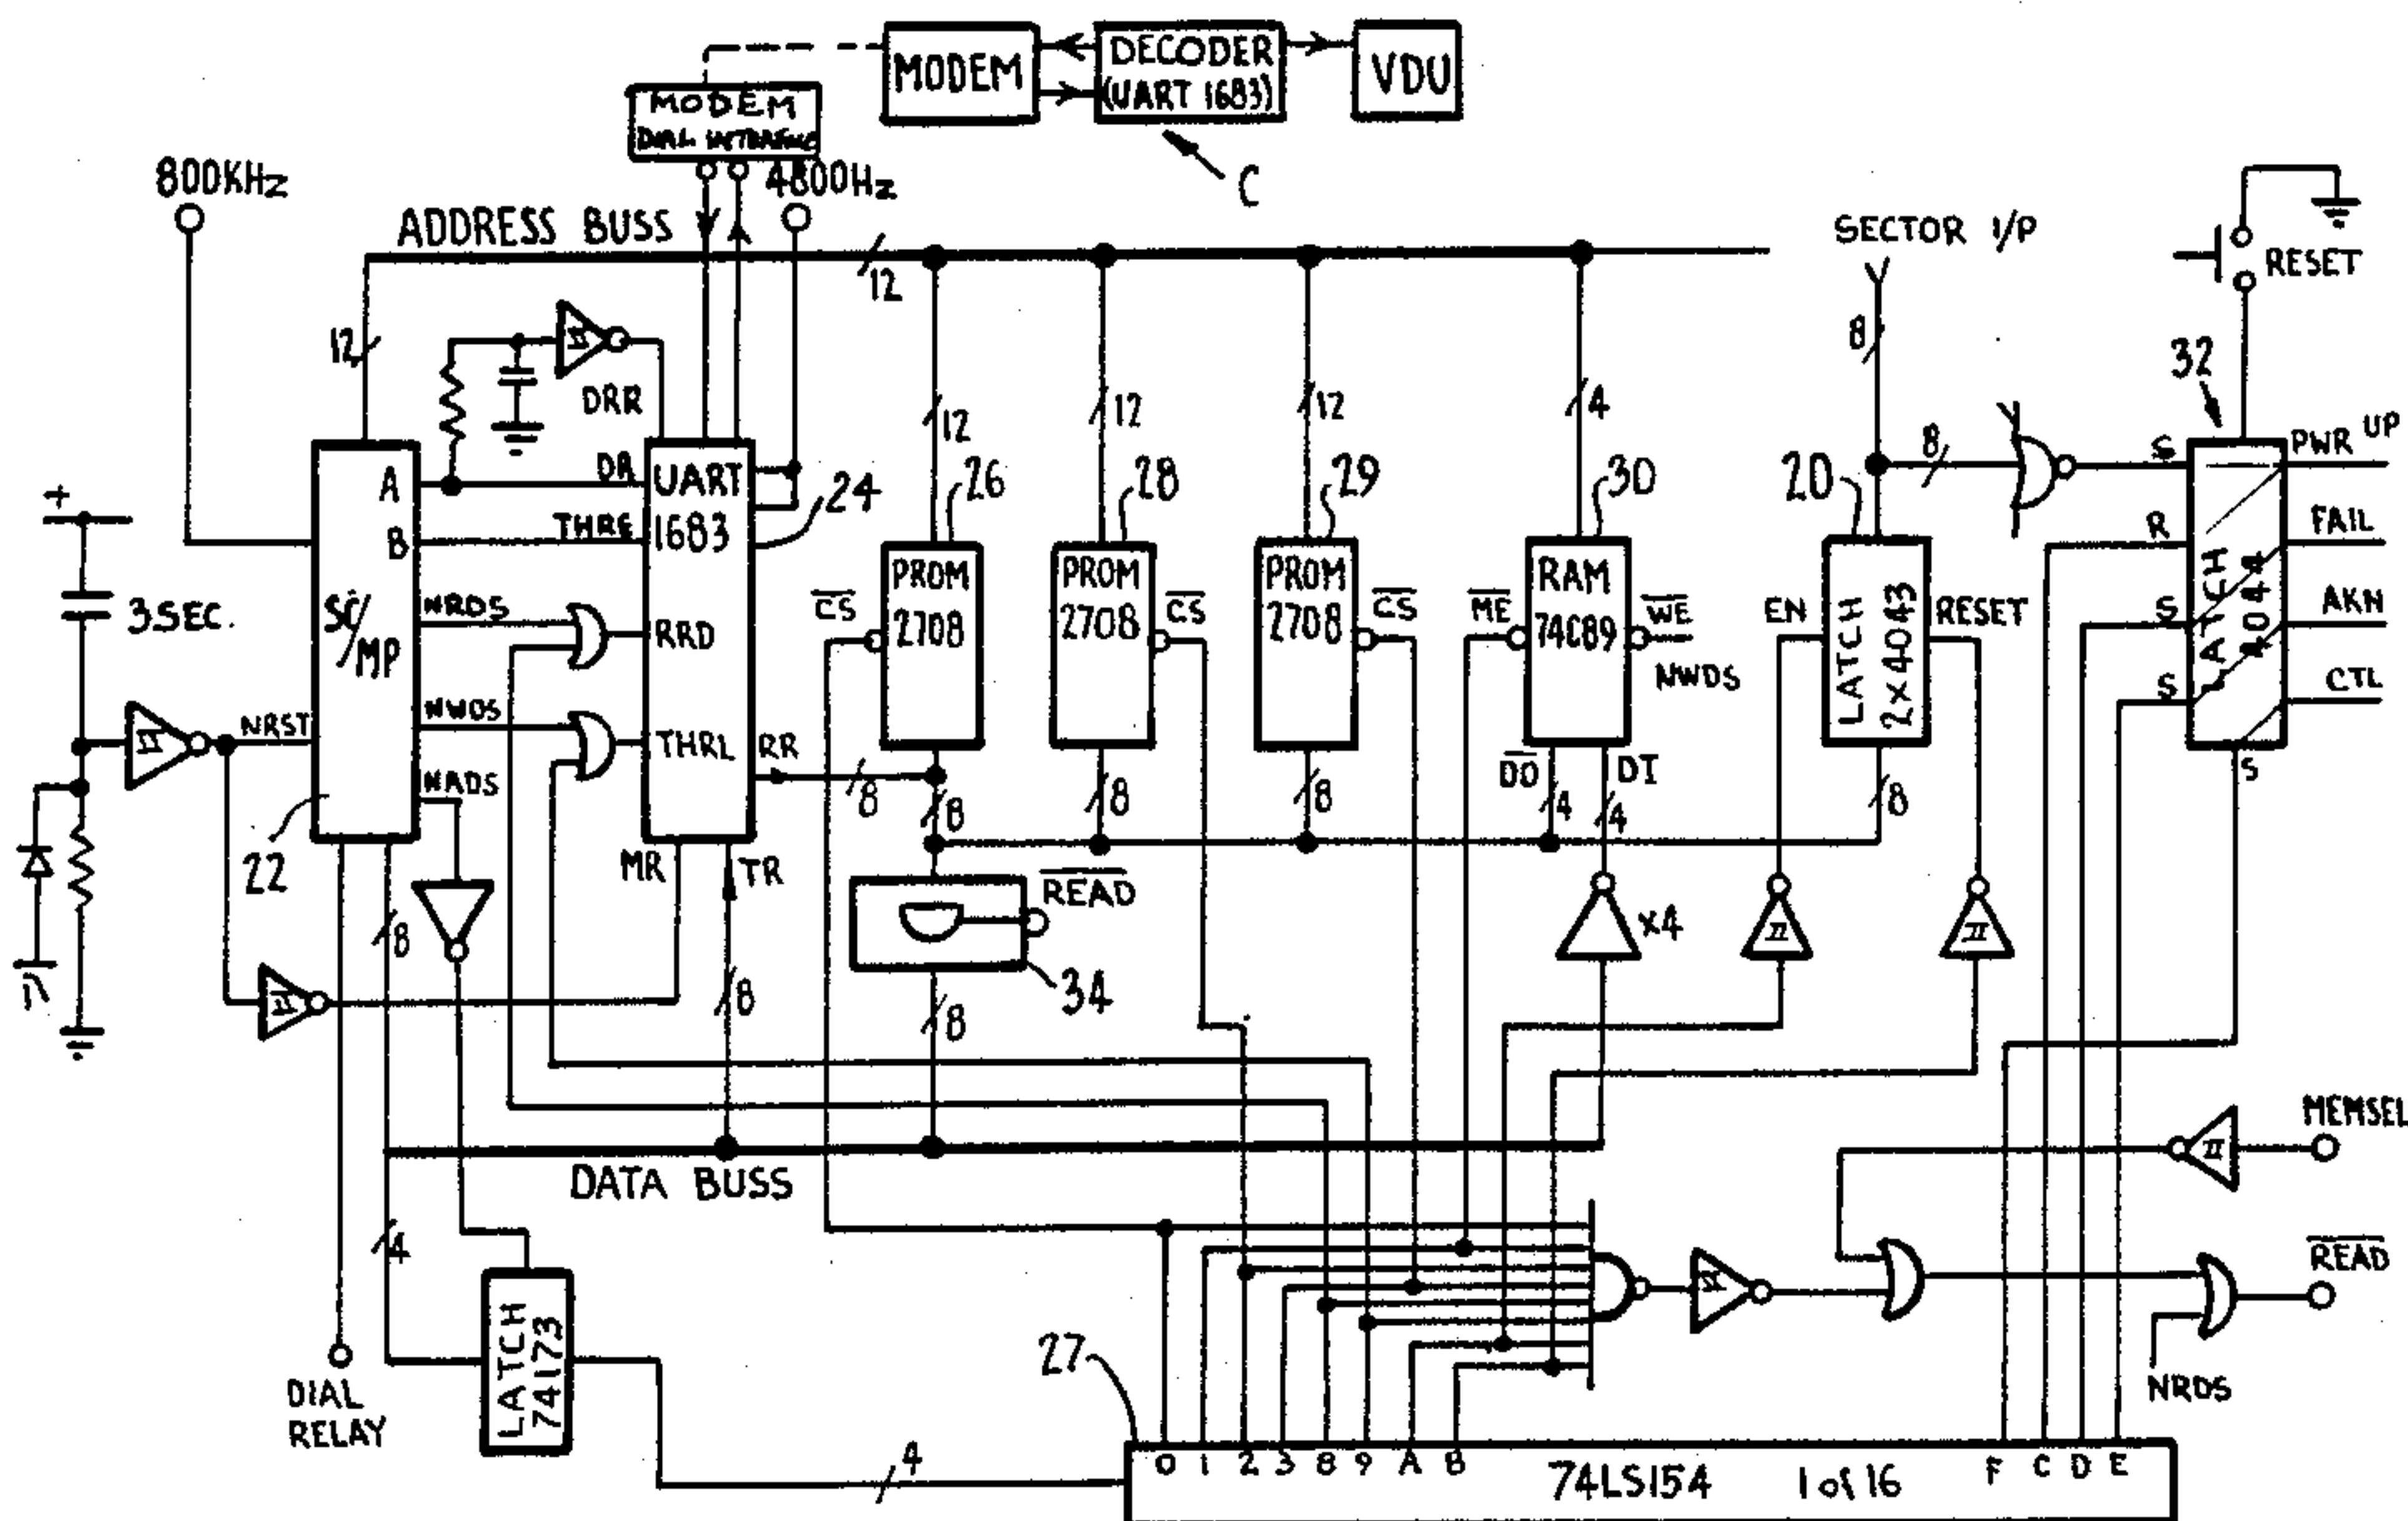 MODEM
DECODER
(UART 1683)
VDU
MODEM
DIAL
C
800KHz
4800Hz
ADDRESS BUSS
12
SECTOR I/P
RESET
12
DRR
12
12
12
4
8
32
A
DA
UART
1683
24
26
28
29
30
20
8
S
PWR UP
B
THRE
R
FAIL
+
3SEC.
SC/MP
NRDS
RRD
CS
PROM
2708
PROM
2708
CS
PROM
2708
CS
ME
RAM
74C89
WE
NWDS
EN
LATCH
2x4043
RESET
S
LATCH
4044
AKN
S
CTL
NRST
NWDS
THRL
RR
8
NADS
DO
DI
S
22
8
8
8
4
4
8
MR
TR
READ
x4
8
8
34
8
MEMSEL
DATA BUSS
4
READ
LATCH
74173
27
NRDS
DIAL
RELAY
4
0 1 2 3 8 9 A B
F C D E
74LS154 1 of 16